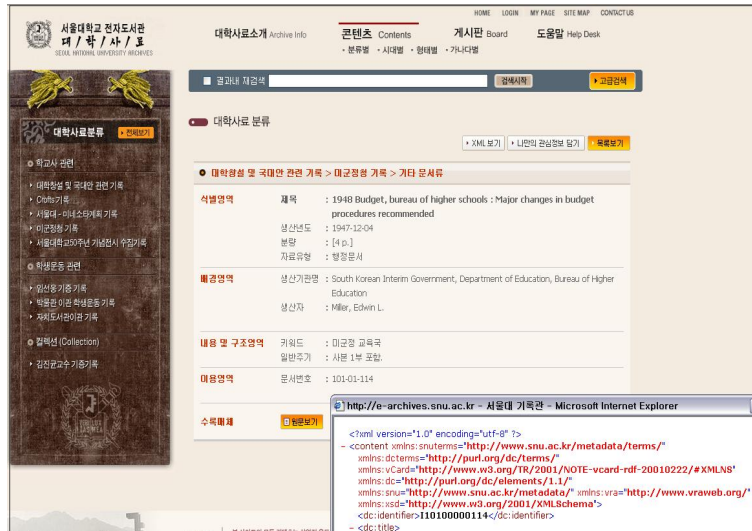 HOME LOGIN MY PAGE SITE MAP CONTACT US
서울대학교 전자도서관
대/학/사/료
SEOUL NATIONAL UNIVERSITY ARCHIVES
대학사료소개 Archive Info 콘텐츠 Contents 게시판 Board 도움말 Help Desk
· 분류별 · 시대별 · 형태별 · 가나다별
결과내 재검색 검색시작 고급검색
대학사료분류 전체보기
학교사 관련
대학창설 및 국대안 관련 기록
Crofts 기록
서울대 - 미네소타계획 기록
미군정청 기록
서울대학교50주년 기념전시 수집기록
학생운동 관련
임선웅 기증 기록
박물관 이관 학생운동 기록
자치도서관이관 기록
컬렉션 (Collection)
김진균교수 기증기록
대학사료 분류
XML 보기 나만의 관심정보 담기 목록보기
대학창설 및 국대안 관련 기록 > 미군정청 기록 > 기타 문서류
식별영역 제목 : 1948 Budget, bureau of higher schools : Major changes in budget
procedures recommended
생산년도 : 1947-12-04
분량 : [4 p.]
자료유형 : 행정문서
배경영역 생산기관명 : South Korean Interim Government, Department of Education, Bureau of Higher
Education
생산자 : Miller, Edwin L.
내용 및 구조영역 키워드 : 미군정 교육국
일반주기 : 사본 1부 포함.
이용영역 문서번호 : 101-01-114
수록매체 원문보기
http://e-archives.snu.ac.kr - 서울대 기록관 - Microsoft Internet Explorer
<?xml version="1.0" encoding="utf-8" ?>
- <content xmlns:snuterms="http://www.snu.ac.kr/metadata/terms/"
xmlns:dcterms="http://purl.org/dc/terms/"
xmlns:vCard="http://www.w3.org/TR/2001/NOTE-vcard-rdf-20010222/#XMLNS"
xmlns:dc="http://purl.org/dc/elements/1.1/"
xmlns:snu="http://www.snu.ac.kr/metadata/" xmlns:vra="http://www.vraweb.org/"
xmlns:xsd="http://www.w3.org/2001/XMLSchema">
<dc:identifier>I10100000114</dc:identifier>
- <dc:title>